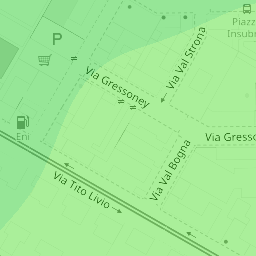 P
Piazz
Insub
Via Val Strona
Via Gressoney
Eni
Via Gresso
Via Val Bogna
Via Tito Livio